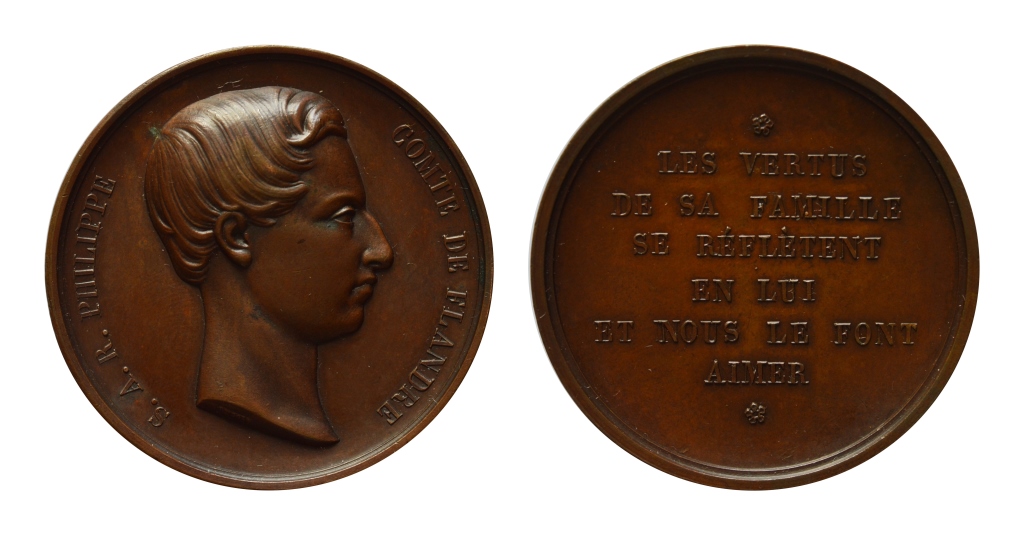 S. A. R. PHILIPPE
COMTE DE FLANDRE
LES VERTUS
DE SA FAMILLE
SE RÉFLÈTENT
EN LUI
ET NOUS LE FONT
AIMER